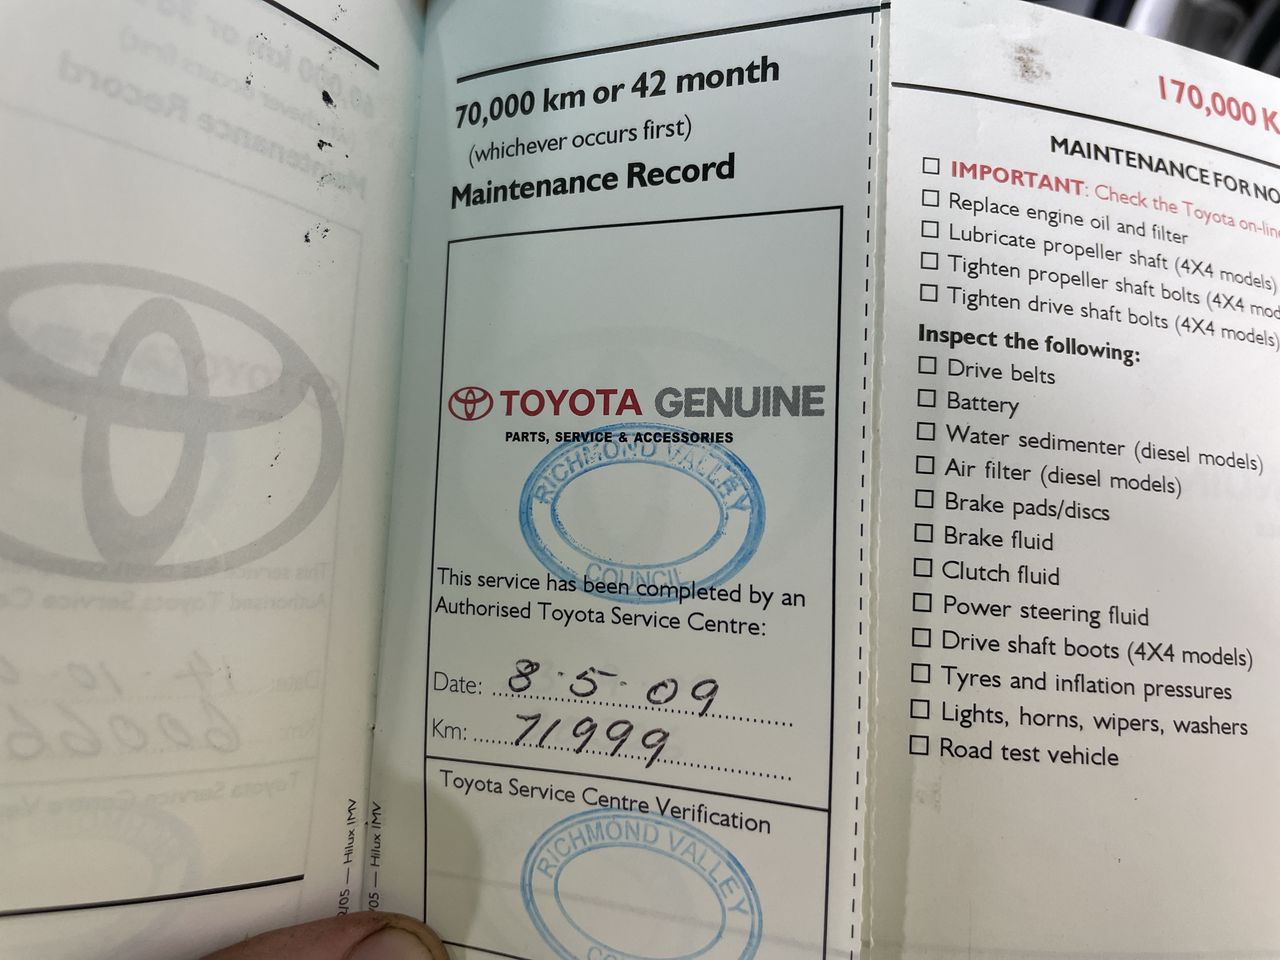 70,000 km or 42 month
(whichever occurs first)
Maintenance Record
TOYOTA GENUINE
PARTS, SERVICE & ACCESSORIES
RICHMOND VALLEY
COUNCIL
This service has been completed by an
Authorised Toyota Service Centre:
Date: 8.5.09
Km: 71999
Toyota Service Centre Verification
RICHMOND VALLEY
/05 — Hilux IMV
/05 — Hilux IMV
170,000 K
MAINTENANCE FOR NO
IMPORTANT: Check the Toyota on-line
Replace engine oil and filter
Lubricate propeller shaft (4X4 models)
Tighten propeller shaft bolts (4X4 mod
Tighten drive shaft bolts (4X4 models)
Inspect the following:
Drive belts
Battery
Water sedimenter (diesel models)
Air filter (diesel models)
Brake pads/discs
Brake fluid
Clutch fluid
Power steering fluid
Drive shaft boots (4X4 models)
Tyres and inflation pressures
Lights, horns, wipers, washers
Road test vehicle